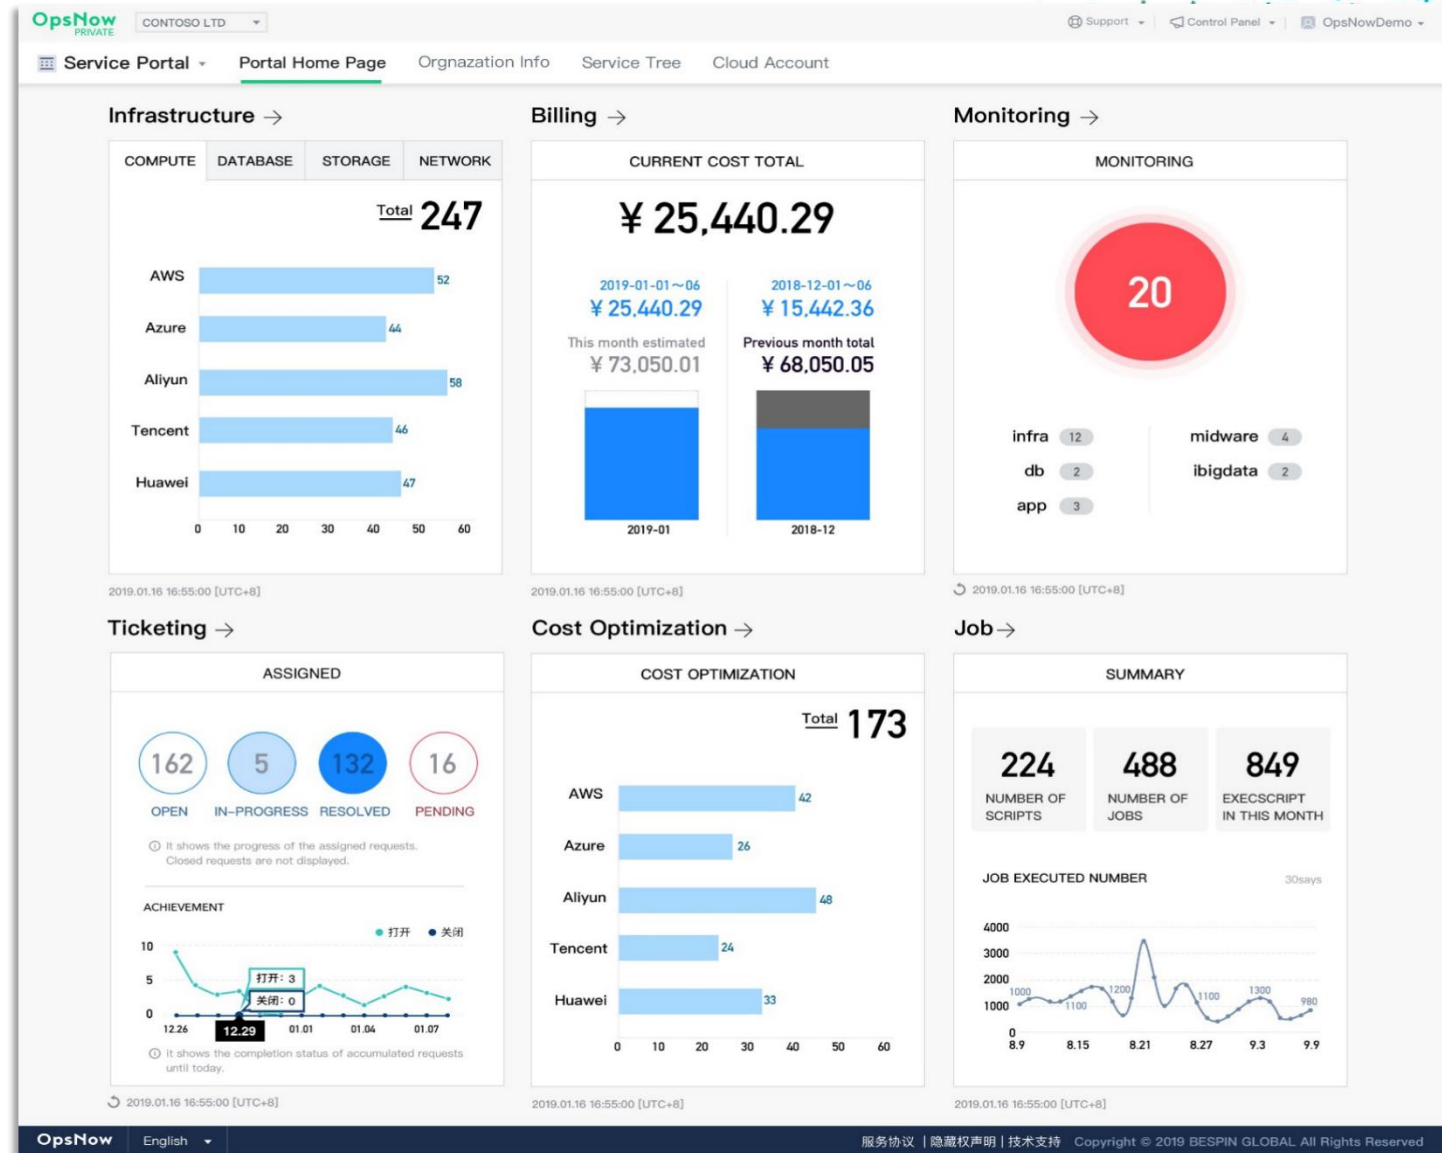 OpsNow
PRIVATE
CONTOSO LTD
Support
Control Panel
OpsNowDemo
Service Portal
Portal Home Page
Orgnazation Info
Service Tree
Cloud Account
Infrastructure →
COMPUTE DATABASE STORAGE NETWORK
Total 247
AWS 52
Azure 44
Aliyun 58
Tencent 46
Huawei 47
0 10 20 30 40 50 60
2019.01.16 16:55:00 [UTC+8]
Billing →
CURRENT COST TOTAL
¥ 25,440.29
2019-01-01~06
¥ 25,440.29
This month estimated
¥ 73,050.01
2018-12-01~06
¥ 15,442.36
Previous month total
¥ 68,050.05
2019-01 2018-12
2019.01.16 16:55:00 [UTC+8]
Monitoring →
MONITORING
20
infra 12
db 2
app 3
midware 4
ibigdata 2
2019.01.16 16:55:00 [UTC+8]
Ticketing →
ASSIGNED
162 5 132 16
OPEN IN-PROGRESS RESOLVED PENDING
It shows the progress of the assigned requests.
Closed requests are not displayed.
ACHIEVEMENT
打开 关闭
10
5
0
打开: 3
关闭: 0
12.26 12.29 01.01 01.04 01.07
It shows the completion status of accumulated requests
until today.
2019.01.16 16:55:00 [UTC+8]
Cost Optimization →
COST OPTIMIZATION
Total 173
AWS 42
Azure 26
Aliyun 48
Tencent 24
Huawei 33
0 10 20 30 40 50 60
2019.01.16 16:55:00 [UTC+8]
Job→
SUMMARY
224
NUMBER OF
SCRIPTS
488
NUMBER OF
JOBS
849
EXECSCRIPT
IN THIS MONTH
JOB EXECUTED NUMBER
30says
4000
3000
2000
1000
0
1000 1100 1200 1100 1300 980
8.9 8.15 8.21 8.27 9.3 9.9
2019.01.16 16:55:00 [UTC+8]
OpsNow
English
服务协议 | 隐藏权声明 | 技术支持 Copyright © 2019 BESPIN GLOBAL All Rights Reserved